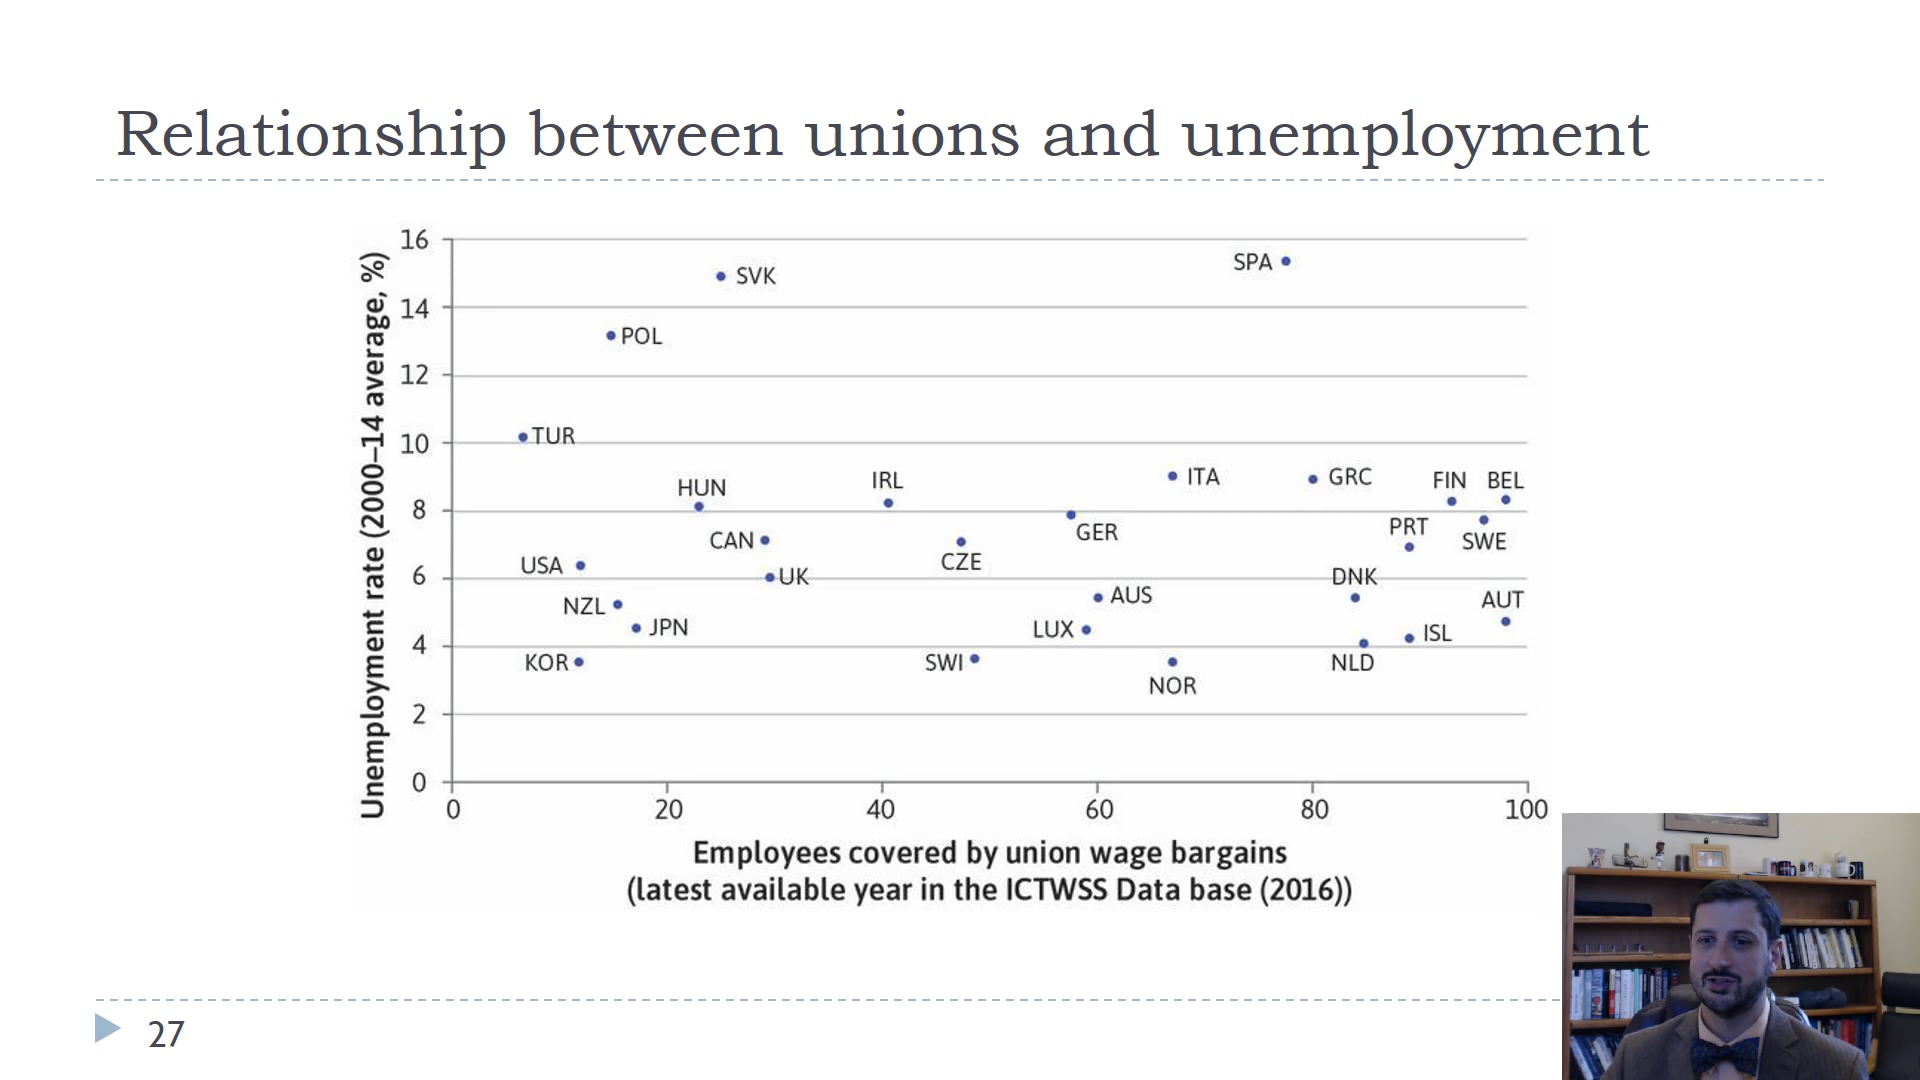 Relationship between unions and unemployment
Unemployment rate (2000–14 average, %)
16
14
12
10
8
6
4
2
0
SVK
SPA
POL
TUR
HUN
IRL
ITA
GRC
FIN
BEL
CAN
CZE
GER
PRT
SWE
USA
UK
DNK
NZL
AUS
AUT
JPN
LUX
ISL
KOR
SWI
NOR
NLD
0 20 40 60 80 100
Employees covered by union wage bargains
(latest available year in the ICTWSS Data base (2016))
27